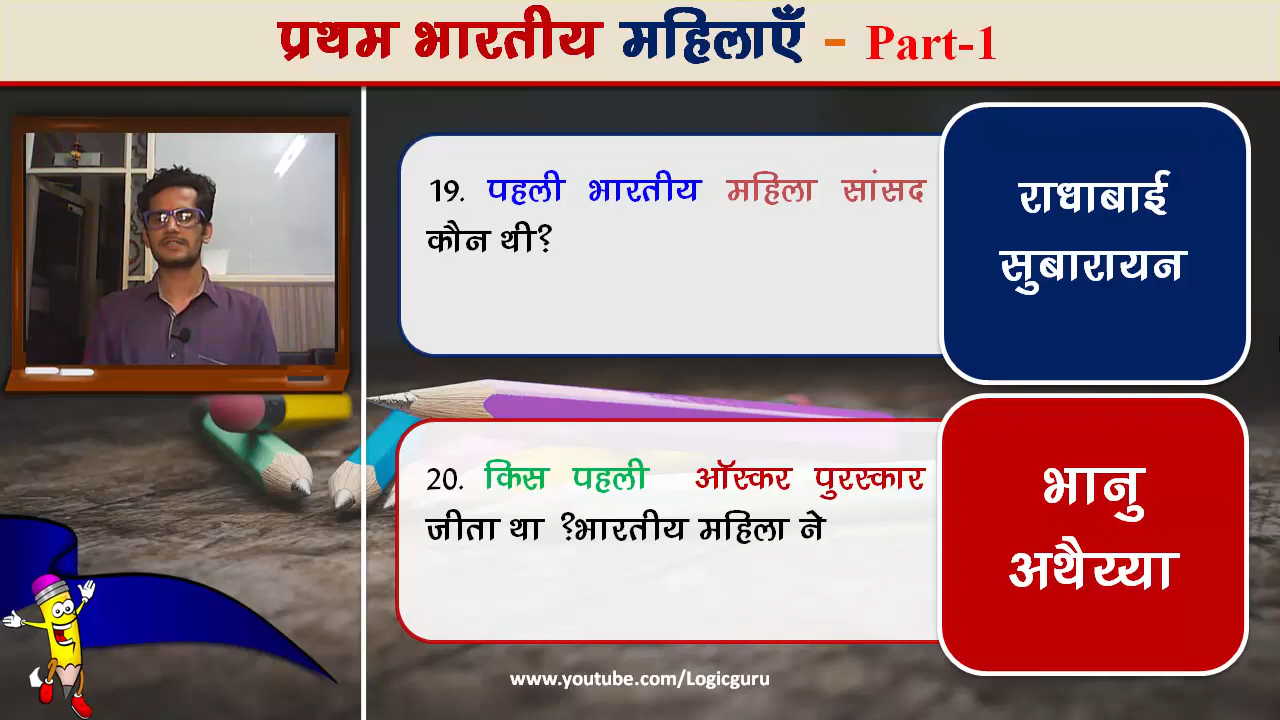 प्रथम भारतीय महिलाएँ - Part-1
19. पहली भारतीय महिला सांसद
कौन थी?
राधाबाई
सुबारायन
20. किस पहली ऑस्कर पुरस्कार
जीता था ?भारतीय महिला ने
भानु
अथैय्या
www.youtube.com/Logicguru